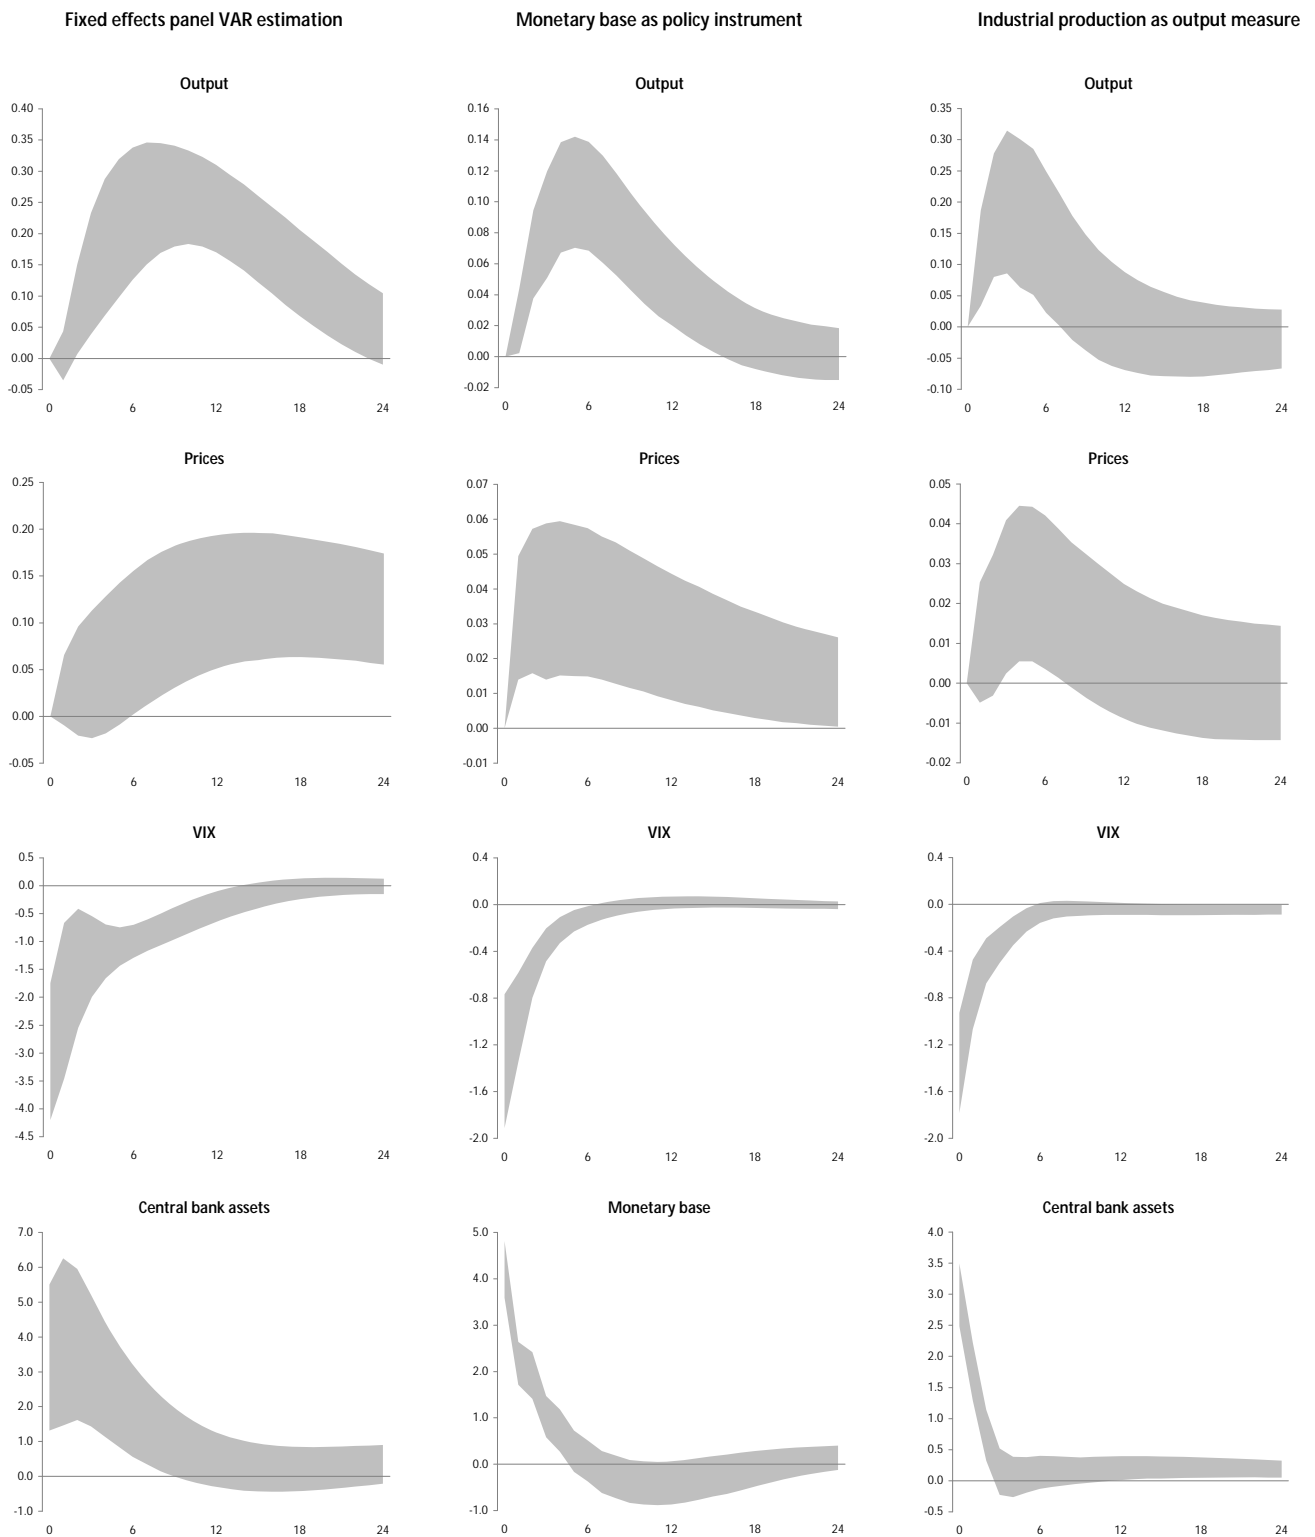 Fixed effects panel VAR estimation Monetary base as policy instrument Industrial production as output measure
Output Output Output
0.40 0.16 0.35
0.35 0.14 0.30
0.30 0.12 0.25
0.25 0.10 0.20
0.20 0.08 0.15
0.15 0.06 0.10
0.10 0.04 0.05
0.05 0.02 0.00
0.00 0.00 -0.05
-0.05 -0.02 -0.10
0 6 12 18 24 0 6 12 18 24 0 6 12 18 24
Prices Prices Prices
0.25 0.07 0.05
0.20 0.06 0.04
0.15 0.05 0.03
0.10 0.04 0.02
0.05 0.03 0.01
0.00 0.02 0.00
-0.05 0.01 -0.01
0.00 -0.02
-0.01
0 6 12 18 24 0 6 12 18 24 0 6 12 18 24
VIX VIX VIX
0.5 0.4 0.4
0.0 0.0 0.0
-0.5 -0.4 -0.4
-1.0 -0.8 -0.8
-1.5 -1.2 -1.2
-2.0 -1.6 -1.6
-2.5 -2.0 -2.0
-3.0
-3.5
-4.0
-4.5
0 6 12 18 24 0 6 12 18 24 0 6 12 18 24
Central bank assets Monetary base Central bank assets
7.0 5.0 4.0
6.0 4.0 3.5
5.0 3.0 3.0
4.0 2.0 2.5
3.0 1.0 2.0
2.0 0.0 1.5
1.0 -1.0 1.0
0.0 0.5
-1.0 0.0
-0.5
0 6 12 18 24 0 6 12 18 24 0 6 12 18 24